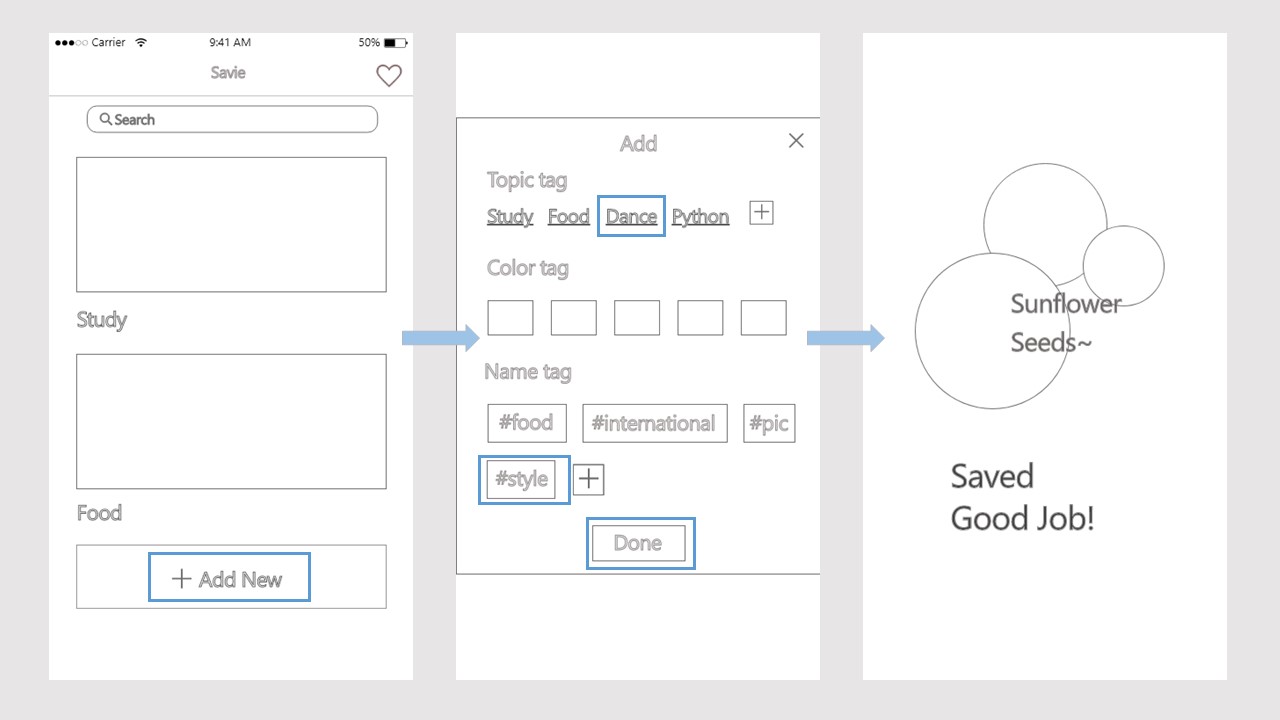 Carrier 9:41 AM 50%
Savie
Search
Study
Food
+ Add New
Add
Topic tag
Study Food Dance Python +
Color tag
Name tag
#food #international #pic
#style +
Done
Sunflower
Seeds~
Saved
Good Job!